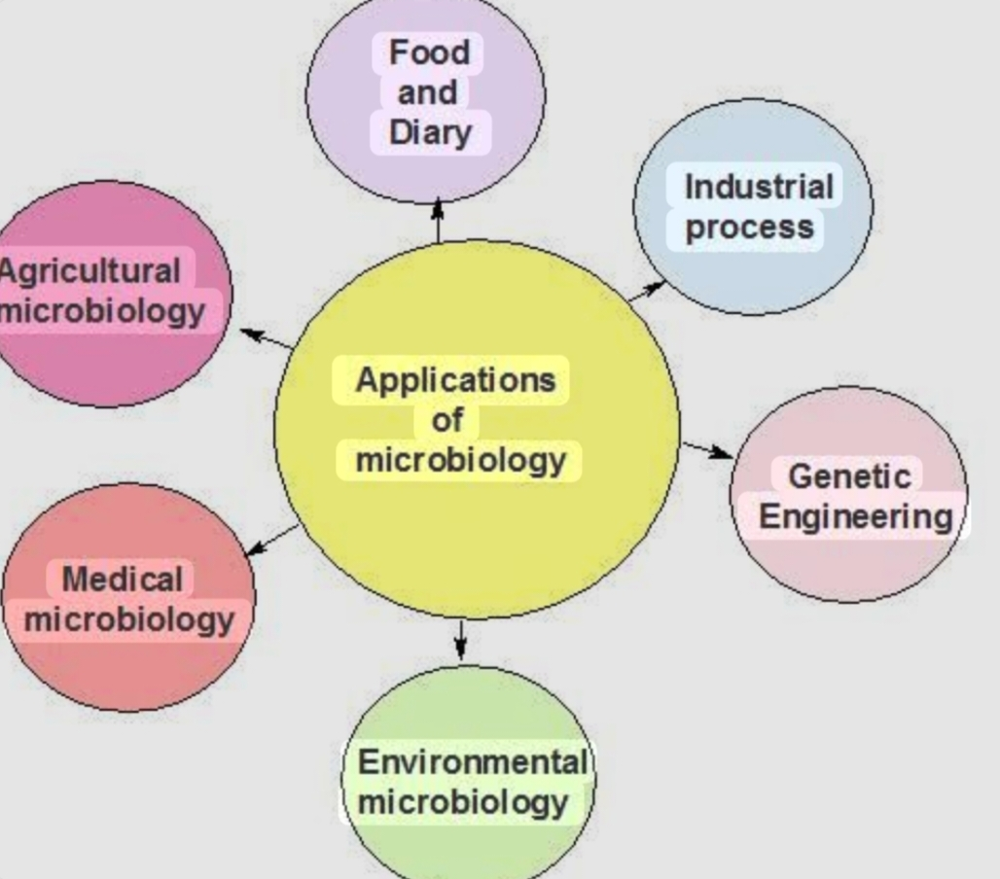 Food
and
Diary
Industrial
process
Agricultural
microbiology
Applications
of
microbiology
Genetic
Engineering
Medical
microbiology
Environmental
microbiology